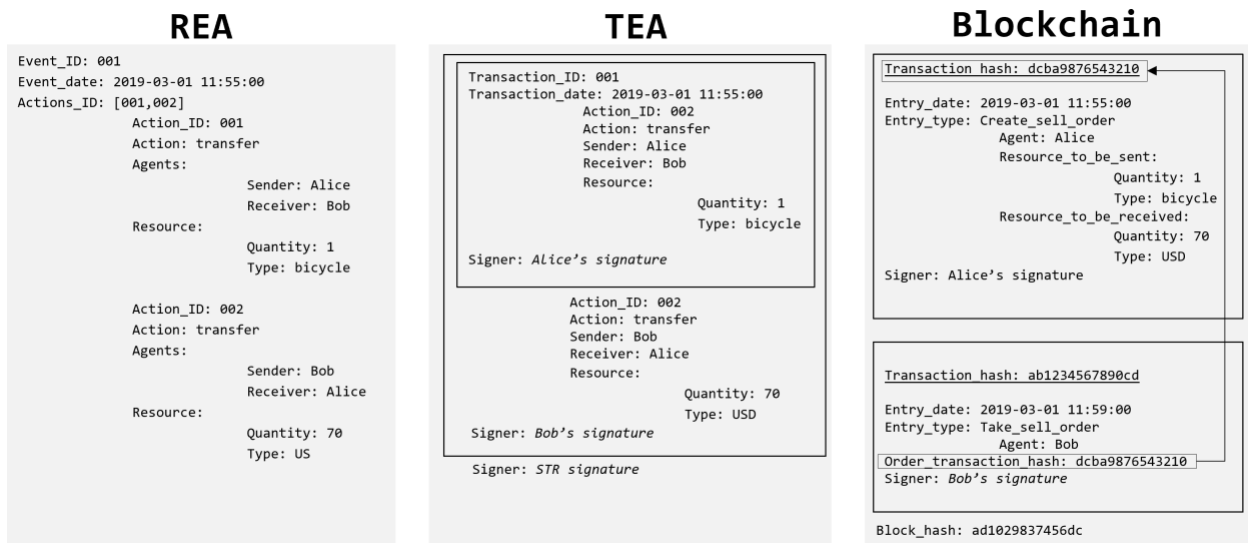 REA
Event_ID: 001
Event_date: 2019-03-01 11:55:00
Actions_ID: [001,002]
Action_ID: 001
Action: transfer
Agents:
Sender: Alice
Receiver: Bob
Resource:
Quantity: 1
Type: bicycle
Action_ID: 002
Action: transfer
Agents:
Sender: Bob
Receiver: Alice
Resource:
Quantity: 70
Type: US
TEA
Transaction_ID: 001
Transaction_date: 2019-03-01 11:55:00
Action_ID: 002
Action: transfer
Sender: Alice
Receiver: Bob
Resource:
Quantity: 1
Type: bicycle
Signer: Alice’s signature
Action_ID: 002
Action: transfer
Sender: Bob
Receiver: Alice
Resource:
Quantity: 70
Type: USD
Signer: Bob’s signature
Signer: STR signature
Blockchain
Transaction hash: dcba9876543210
Entry_date: 2019-03-01 11:55:00
Entry_type: Create_sell_order
Agent: Alice
Resource_to_be_sent:
Quantity: 1
Type: bicycle
Resource_to_be_received:
Quantity: 70
Type: USD
Signer: Alice’s signature
Transaction_hash: ab1234567890cd
Entry_date: 2019-03-01 11:59:00
Entry_type: Take_sell_order
Agent: Bob
Order_transaction_hash: dcba9876543210
Signer: Bob’s signature
Block_hash: ad1029837456dc